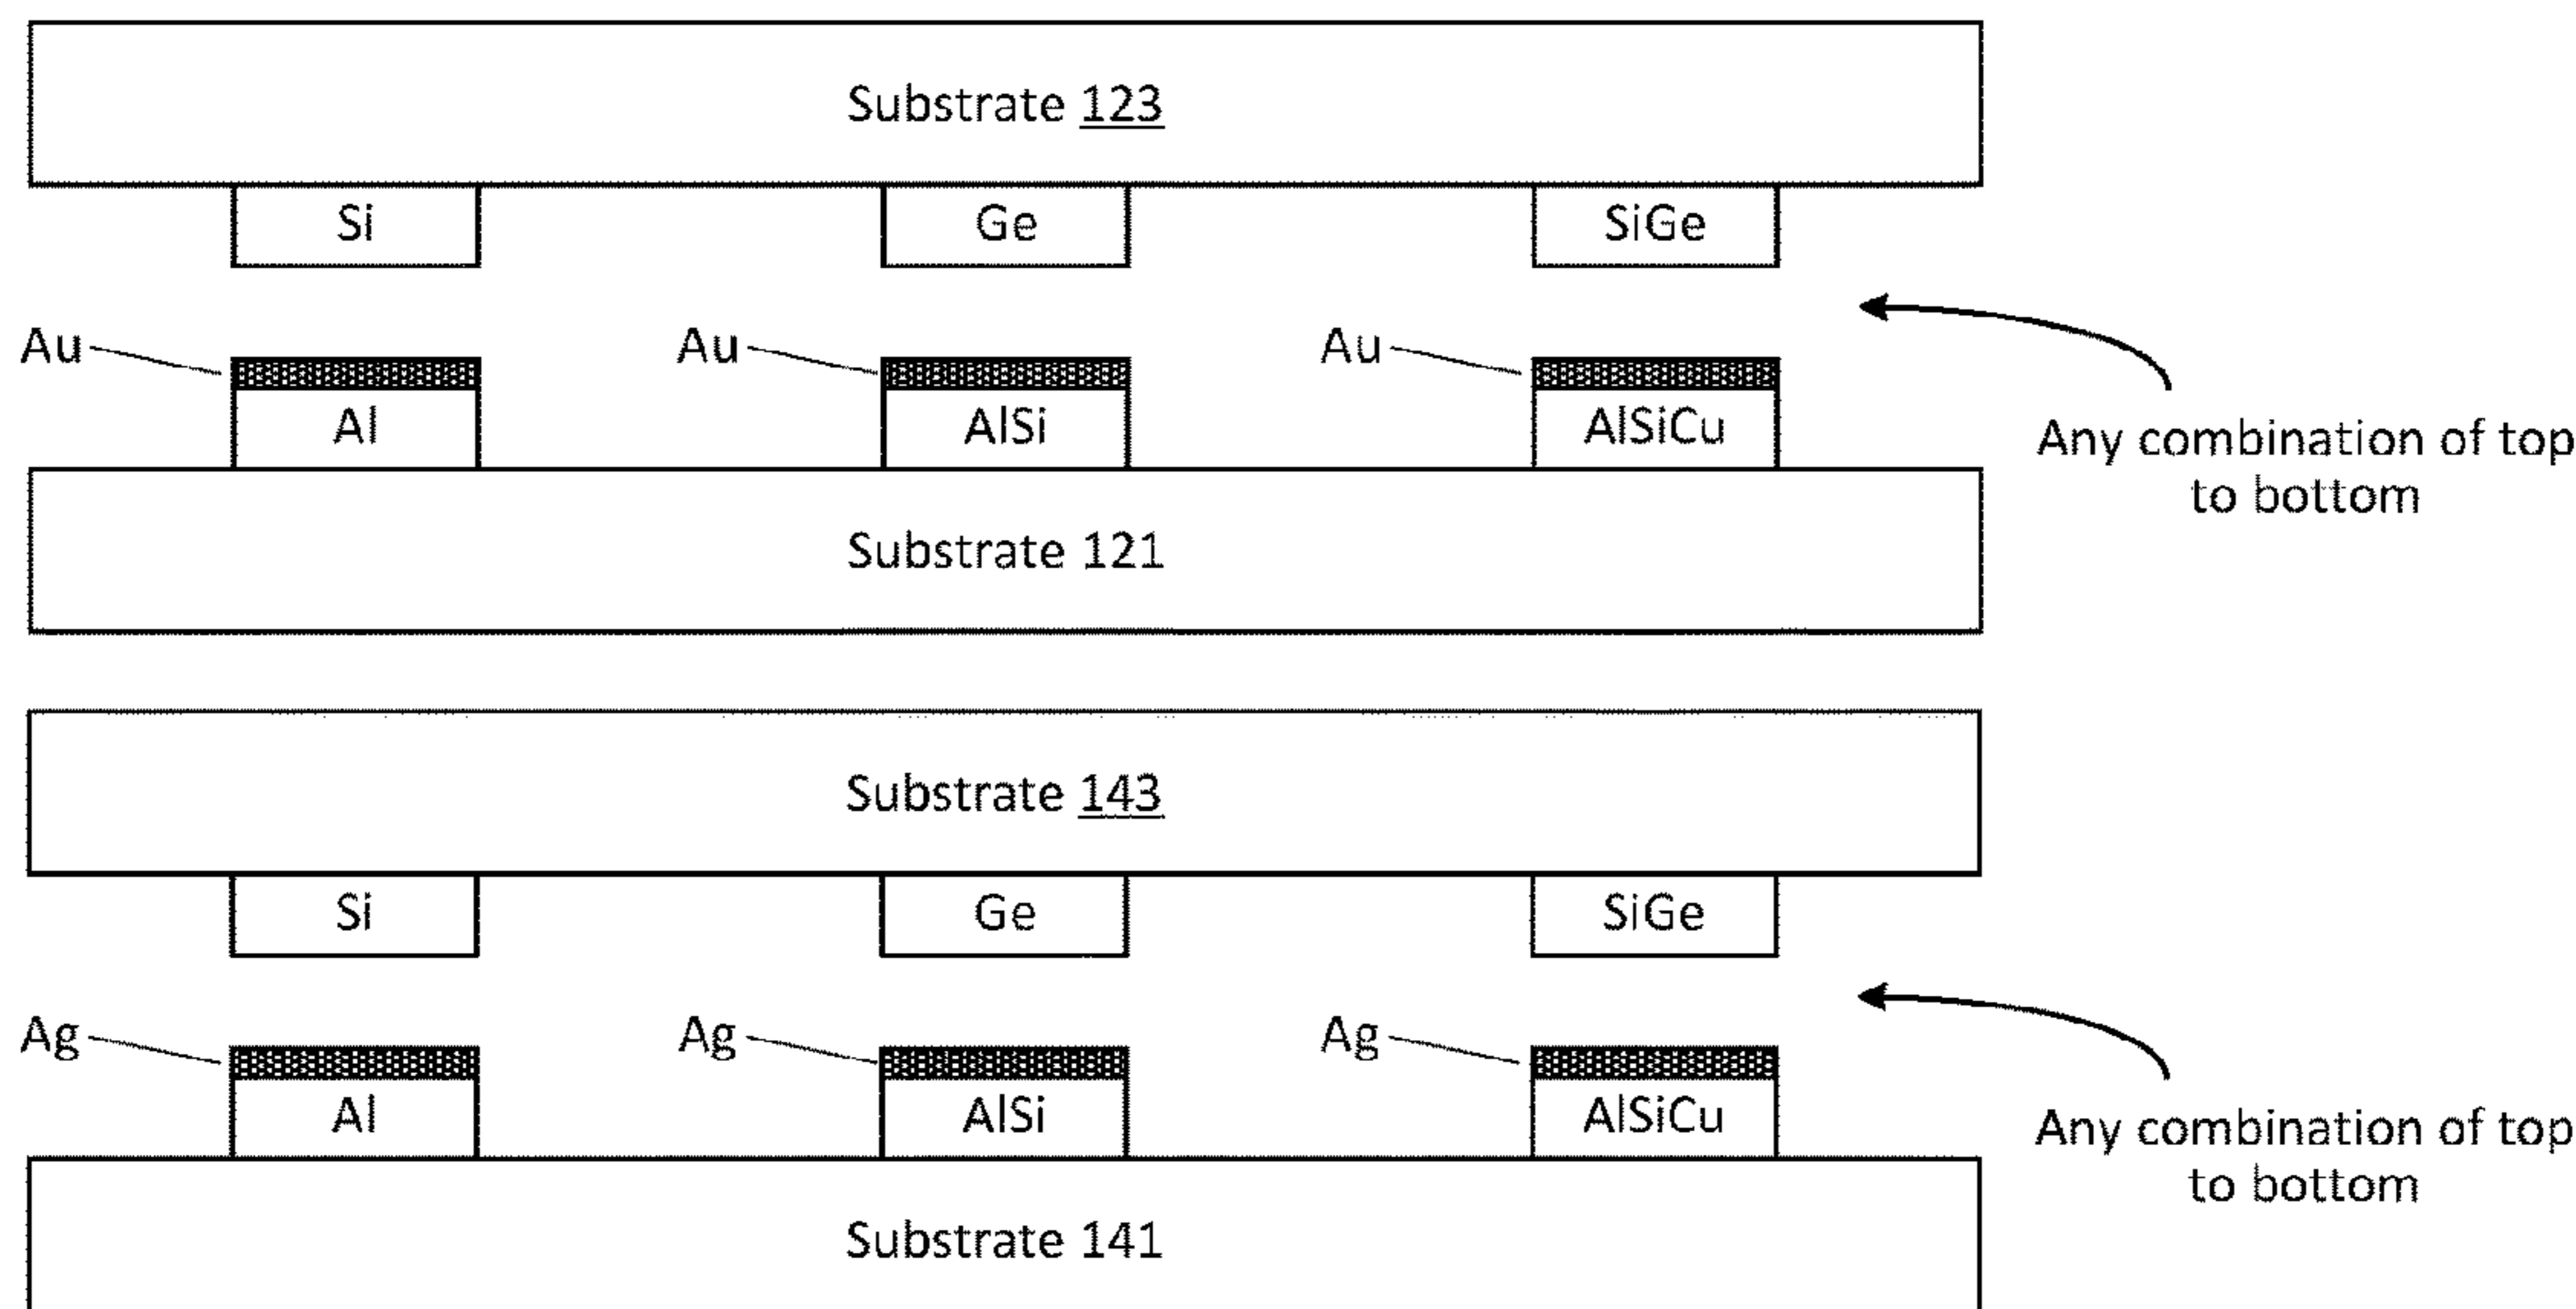 Substrate 123
Si
Ge
SiGe
Au
Au
Au
Al
AlSi
AlSiCu
Any combination of top
to bottom
Substrate 121
Substrate 143
Si
Ge
SiGe
Ag
Ag
Ag
Al
AlSi
AlSiCu
Any combination of top
to bottom
Substrate 141